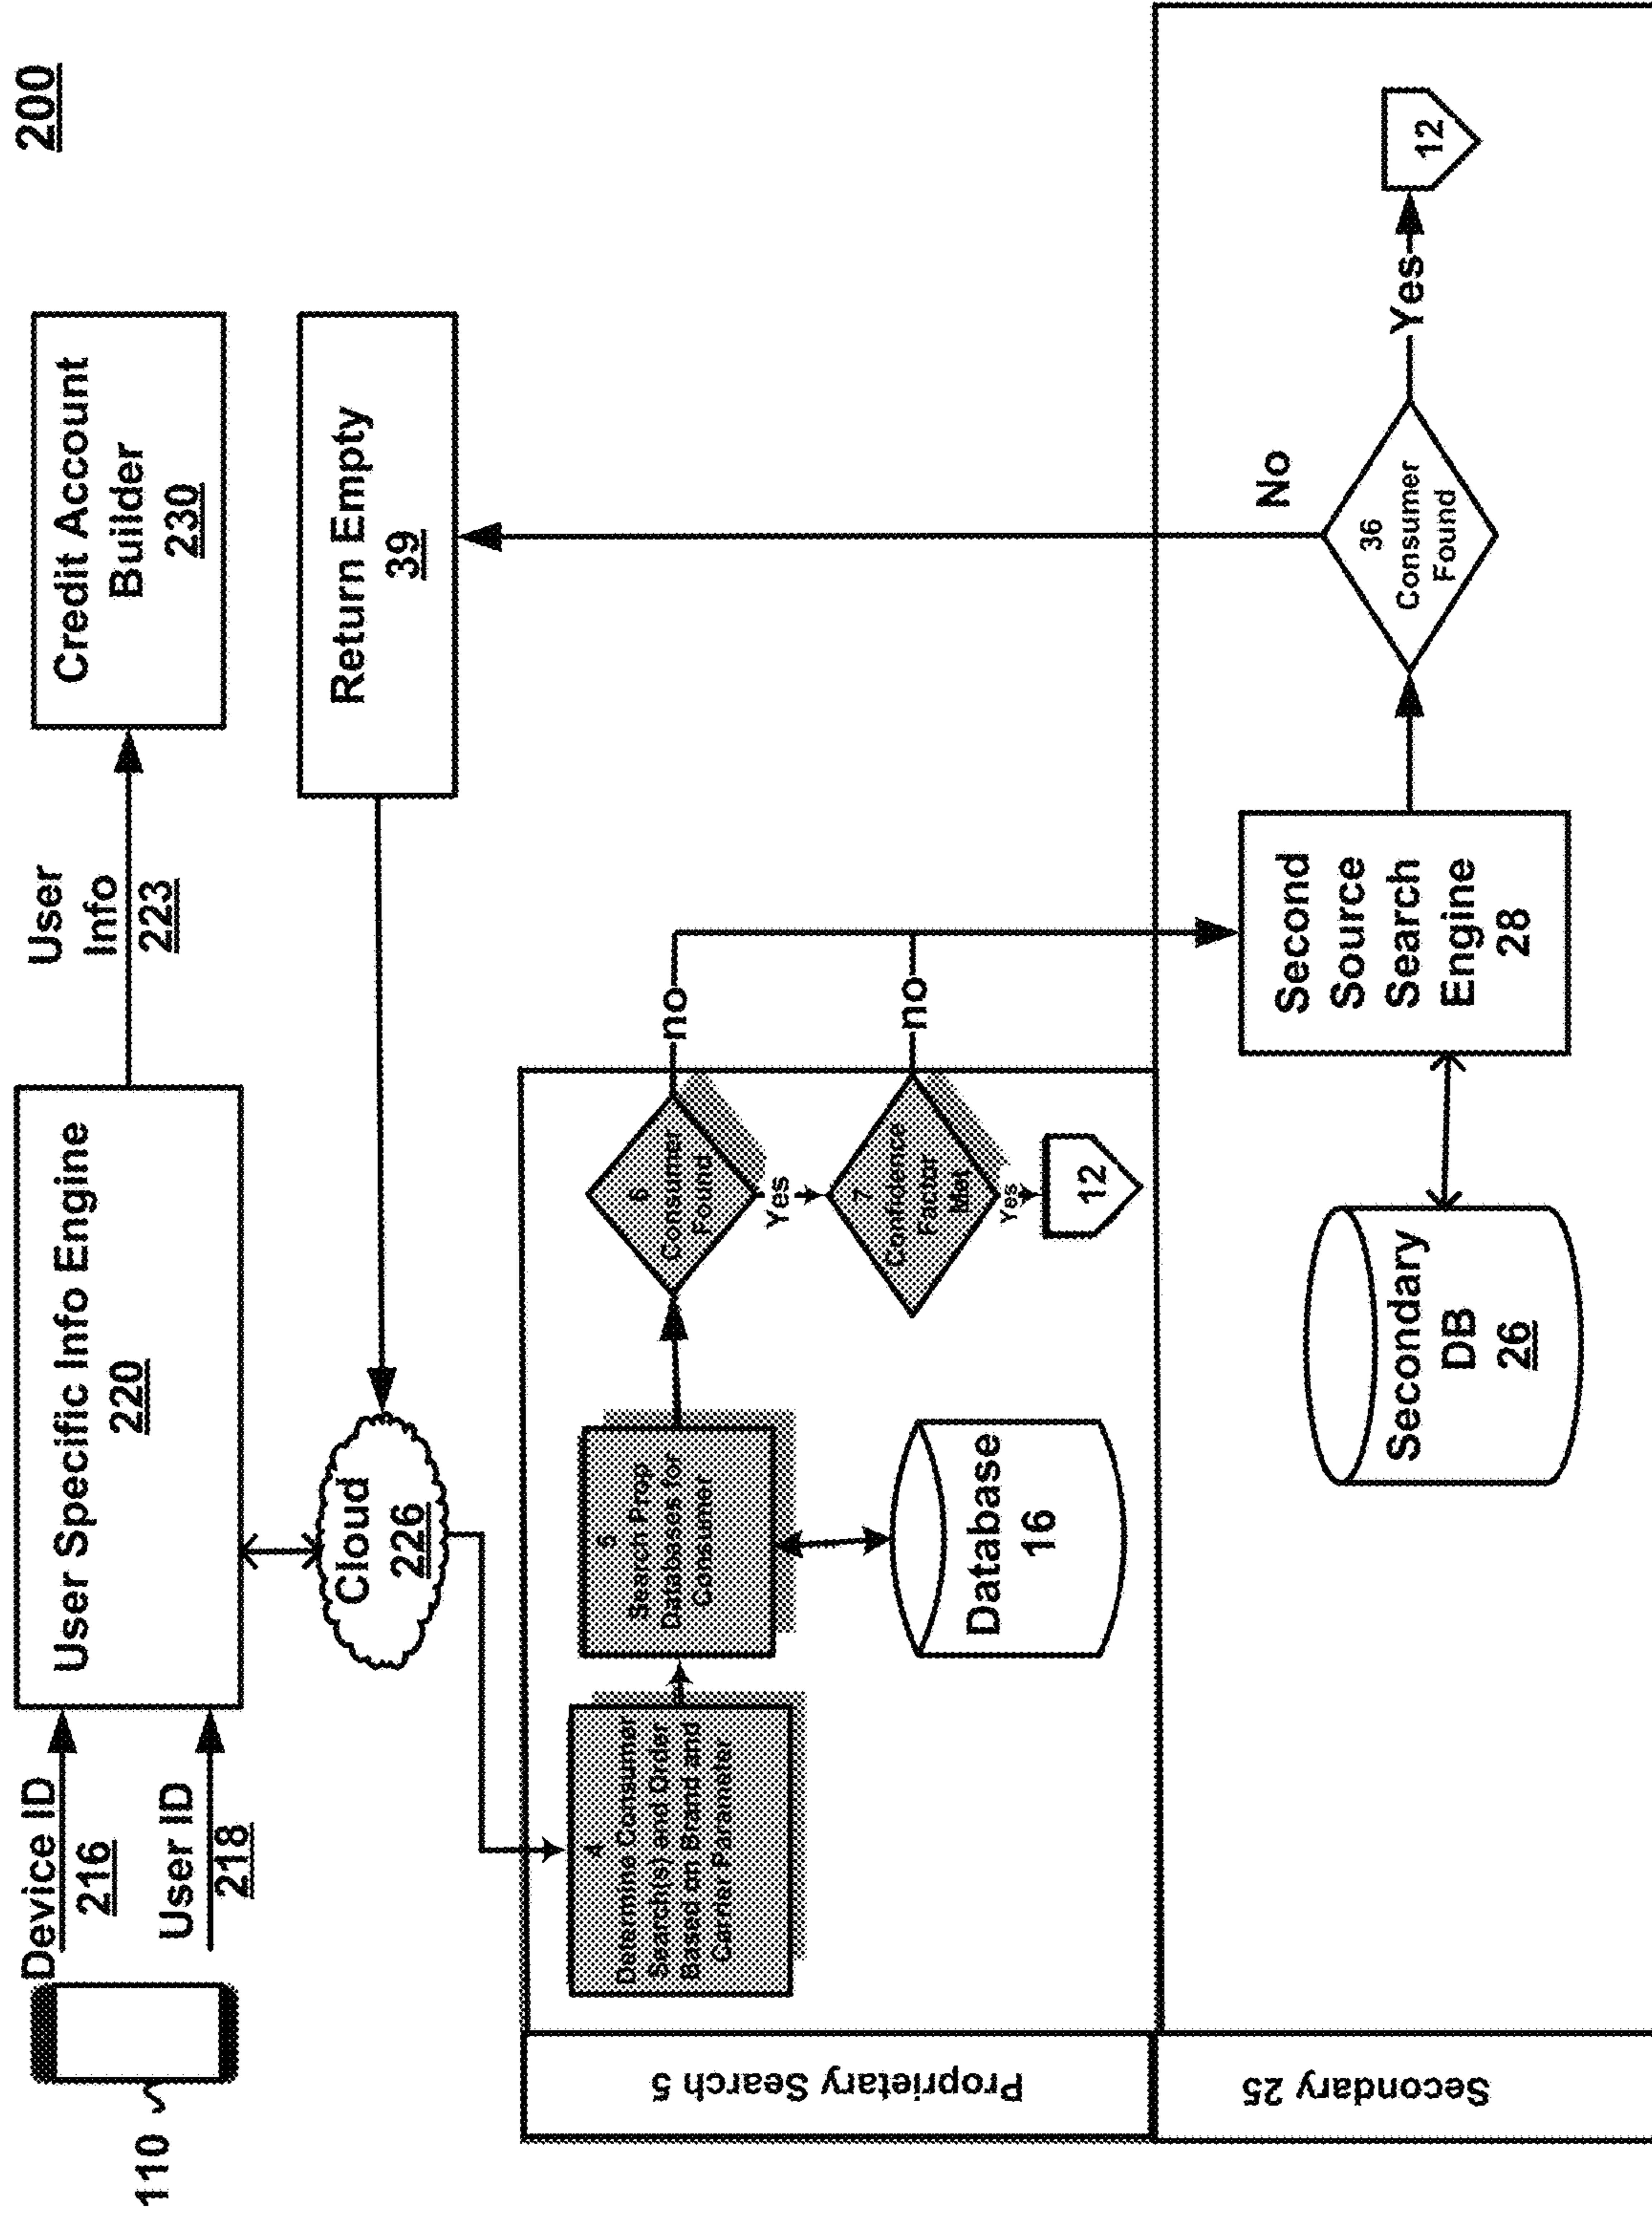 200
Device ID
216
User ID
218
110
User Specific Info Engine
220
User
Info
223
Credit Account
Builder
230
Cloud
226
Return Empty
39
Proprietary Search 5
4
Determine Consumer
Search(s) and Order
Based on Brand and
Carrier Parameter
5
Search Prop
Databases for
Consumer
Database
16
6
Consumer
Found
no
Yes
7
Confidence
Factor
Met
no
Yes
12
Secondary 25
Secondary
DB
26
Second
Source
Search
Engine
28
36
Consumer
Found
No
Yes
12